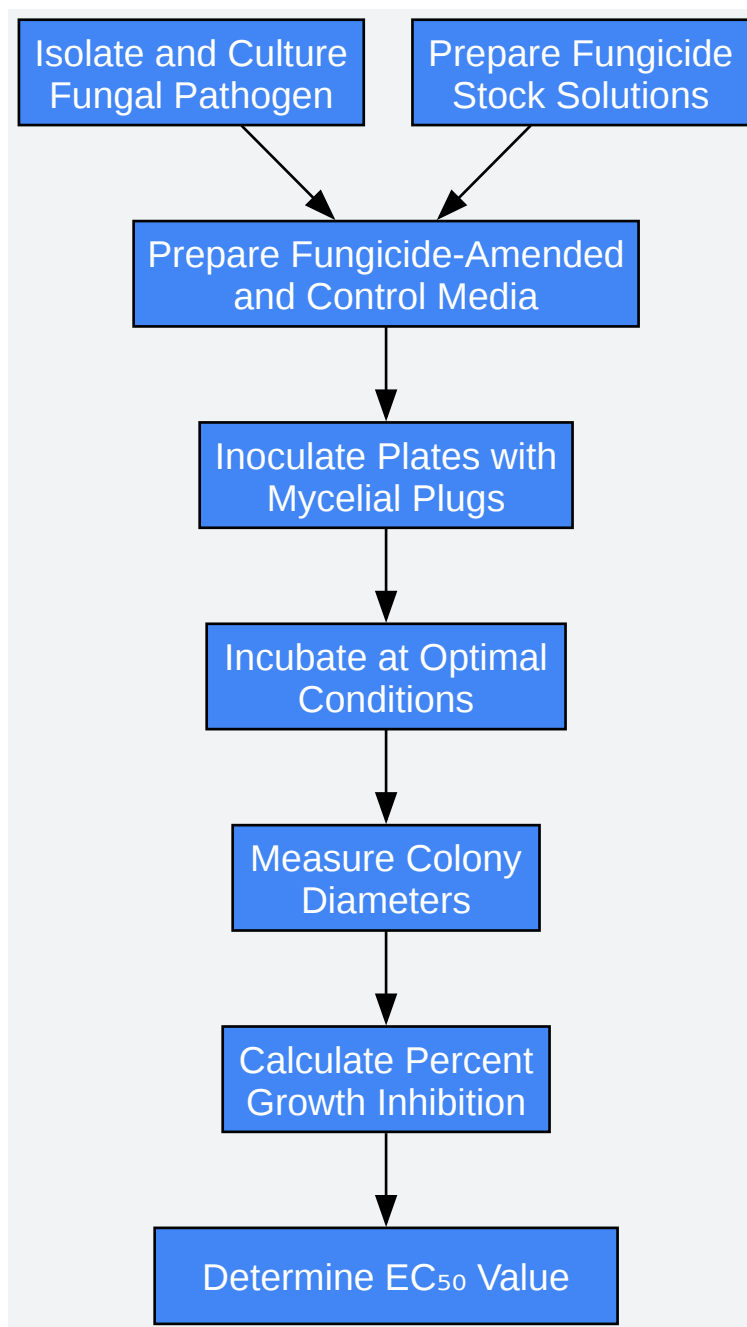 Isolate and Culture
Fungal Pathogen
Prepare Fungicide
Stock Solutions
Prepare Fungicide-Amended
and Control Media
Inoculate Plates with
Mycelial Plugs
Incubate at Optimal
Conditions
Measure Colony
Diameters
Calculate Percent
Growth Inhibition
Determine EC₅₀ Value